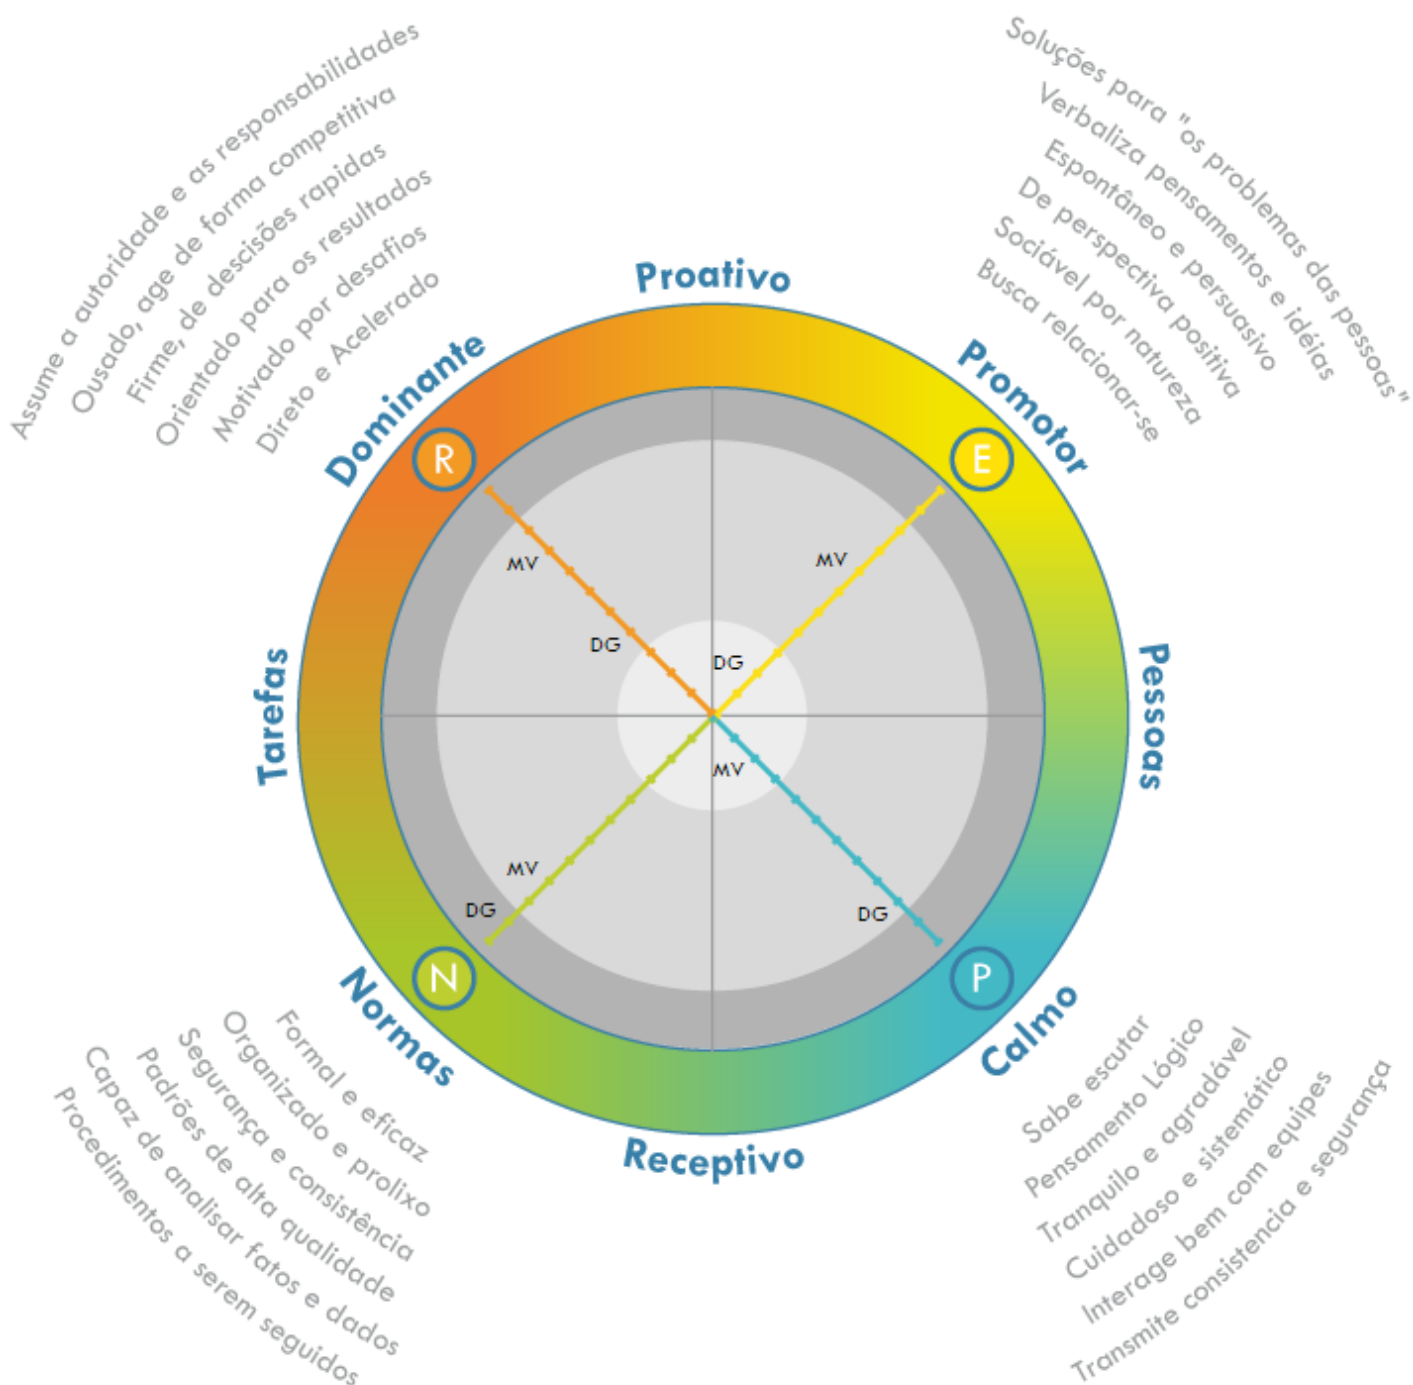 Assume a autoridade e as responsabilidades
Ousado, age de forma competitiva
Firme, de descisões rapidas
Orientado para os resultados
Motivado por desafios
Direto e Acelerado
Soluções para "os problemas das pessoas"
Verbaliza pensamentos e idéias
Espontâneo e persuasivo
De perspectiva positiva
Sociável por natureza
Busca relacionar-se
Proativo
Dominante
Promotor
R
E
MV
MV
DG
DG
Tarefas
Pessoas
MV
MV
DG
DG
N
P
Normas
Calmo
Receptivo
Formal e eficaz
Organizado e prolixo
Segurança e consistência
Padrões de alta qualidade
Capaz de analisar fatos e dados
Procedimentos a serem seguidos
Sabe escutar
Pensamento Lógico
Tranquilo e agradável
Cuidadoso e sistemático
Interage bem com equipes
Transmite consistencia e segurança